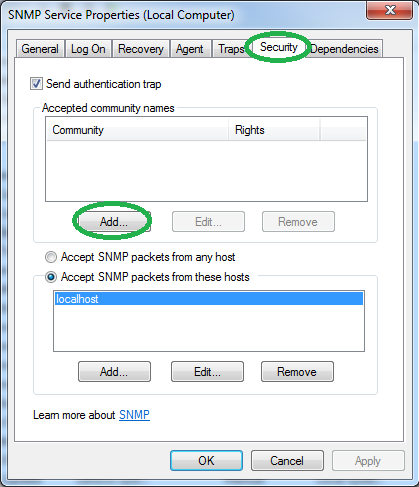 SNMP Service Properties (Local Computer)
General Log On Recovery Agent Traps Security Dependencies
Send authentication trap
Accepted community names
Community Rights
Add... Edit... Remove
Accept SNMP packets from any host
Accept SNMP packets from these hosts
localhost
Add... Edit... Remove
Learn more about SNMP
OK Cancel Apply